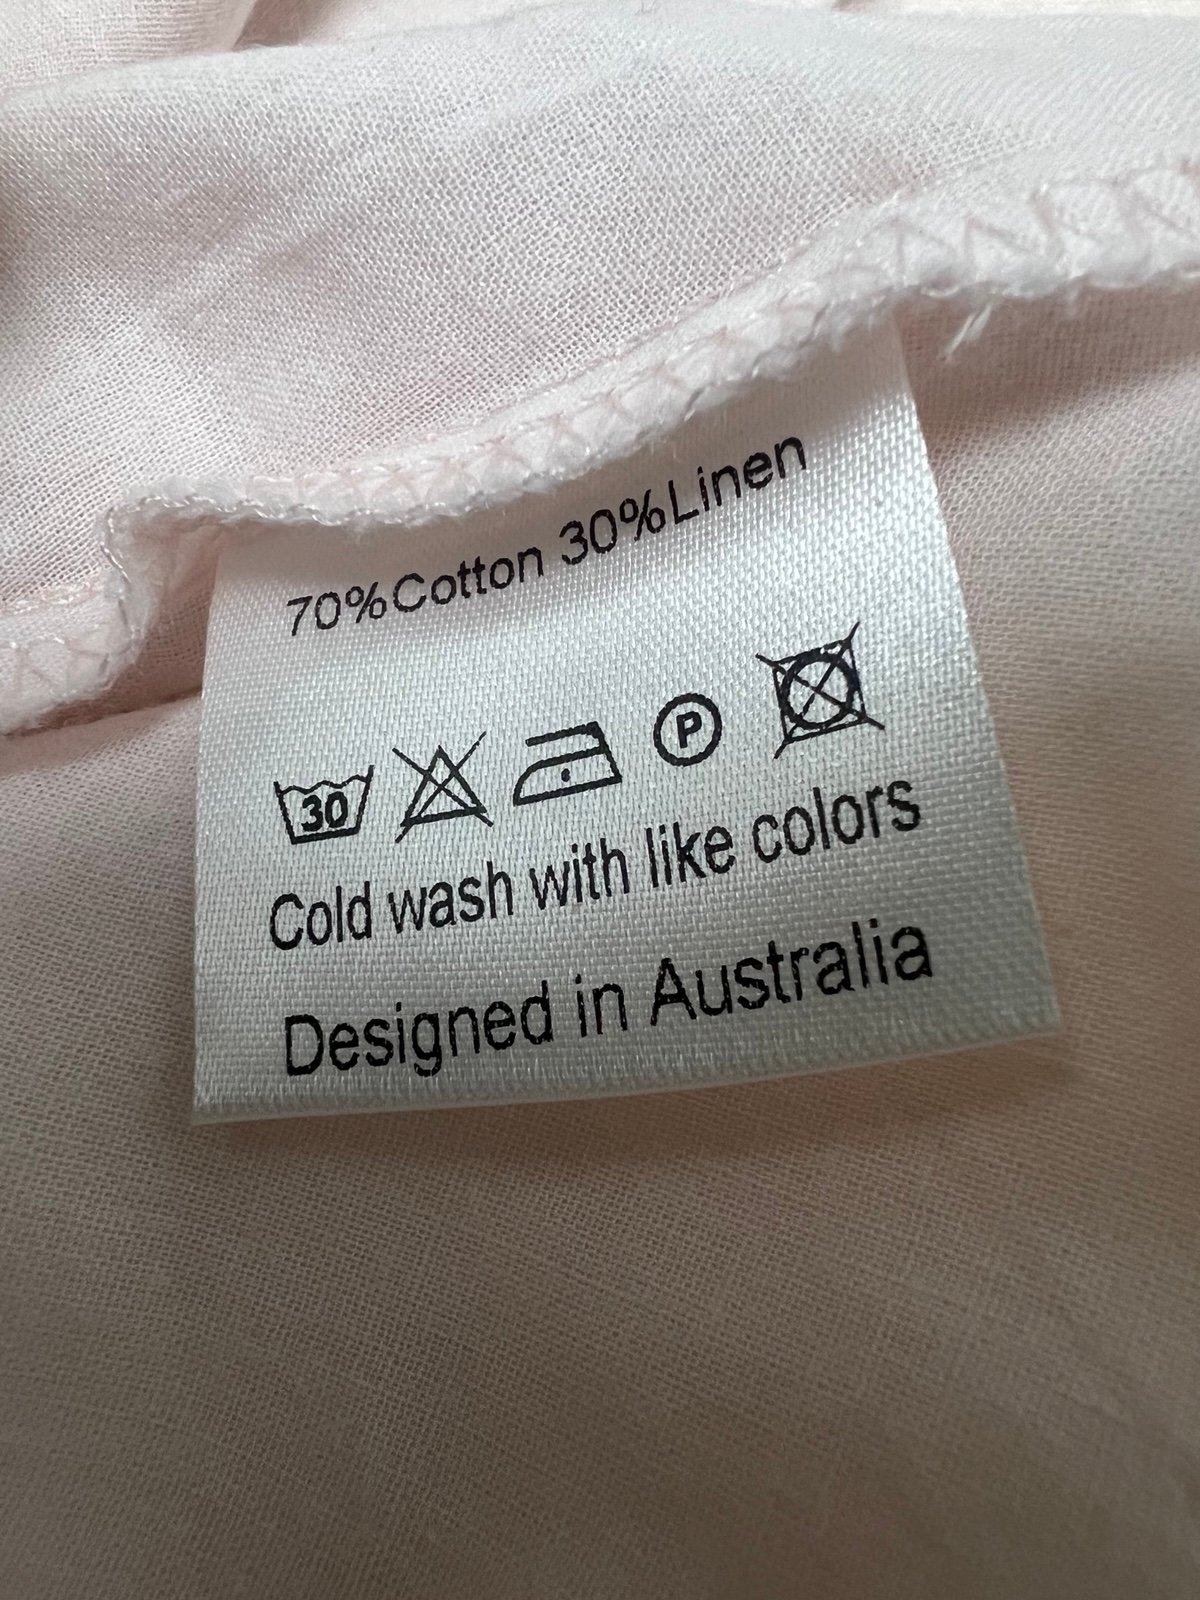 70%Cotton 30%Linen
30 P
Cold wash with like colors
Designed in Australia